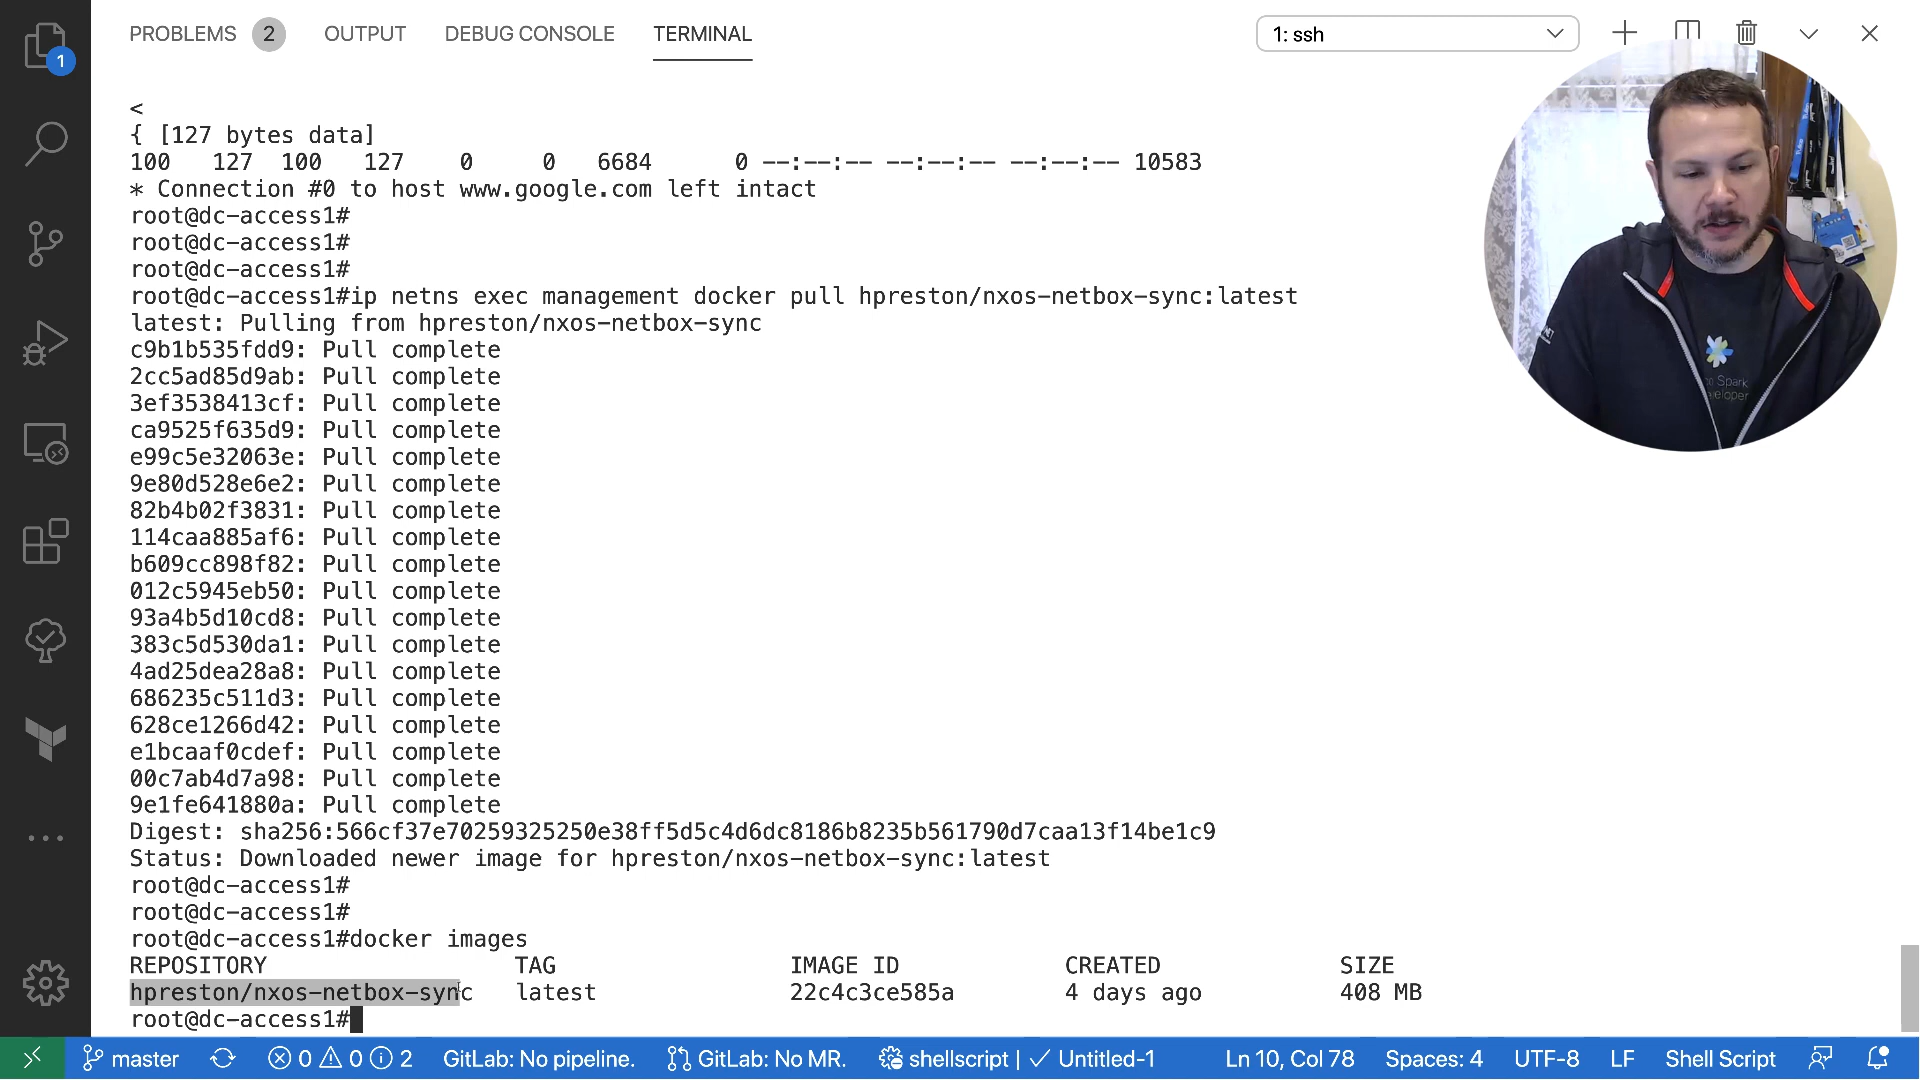 PROBLEMS 2 OUTPUT DEBUG CONSOLE TERMINAL 1: ssh
1
<
{ [127 bytes data]
100   127  100   127    0     0   6684      0 --:--:-- --:--:-- --:--:-- 10583
* Connection #0 to host www.google.com left intact
root@dc-access1#
root@dc-access1#
root@dc-access1#
root@dc-access1#ip netns exec management docker pull hpreston/nxos-netbox-sync:latest
latest: Pulling from hpreston/nxos-netbox-sync
c9b1b535fdd9: Pull complete
2cc5ad85d9ab: Pull complete
3ef3538413cf: Pull complete
ca9525f635d9: Pull complete
e99c5e32063e: Pull complete
9e80d528e6e2: Pull complete
82b4b02f3831: Pull complete
114caa885af6: Pull complete
b609cc898f82: Pull complete
012c5945eb50: Pull complete
93a4b5d10cd8: Pull complete
383c5d530da1: Pull complete
4ad25dea28a8: Pull complete
686235c511d3: Pull complete
628ce1266d42: Pull complete
e1bcaaf0cdef: Pull complete
00c7ab4d7a98: Pull complete
9e1fe641880a: Pull complete
Digest: sha256:566cf37e70259325250e38ff5d5c4d6dc8186b8235b561790d7caa13f14be1c9
Status: Downloaded newer image for hpreston/nxos-netbox-sync:latest
root@dc-access1#
root@dc-access1#
root@dc-access1#docker images
REPOSITORY TAG IMAGE ID CREATED SIZE
hpreston/nxos-netbox-sync latest 22c4c3ce585a 4 days ago 408 MB
root@dc-access1#
master 0 0 2 GitLab: No pipeline. GitLab: No MR. shellscript | ✓ Untitled-1 Ln 10, Col 78 Spaces: 4 UTF-8 LF Shell Script
Spark